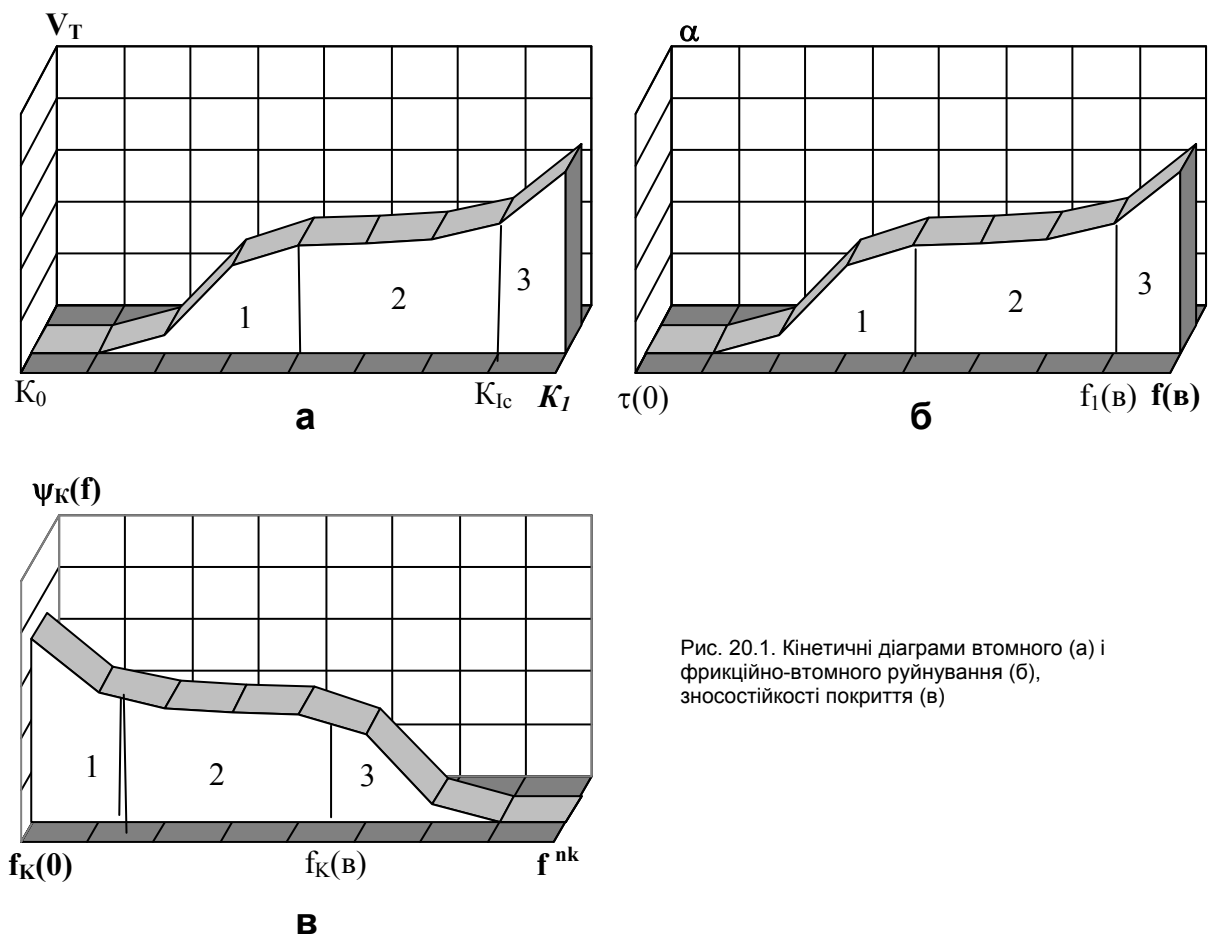 V_T
1
2
3
K_0
K_Ic
K_1
а
α
1
2
3
τ(0)
f_1(в)
f(в)
б
ψ_K(f)
1
2
3
f_K(0)
f_K(в)
f^nk
в
Рис. 20.1. Кінетичні діаграми втомного (а) і
фрикційно-втомного руйнування (б),
зносостійкості покриття (в)